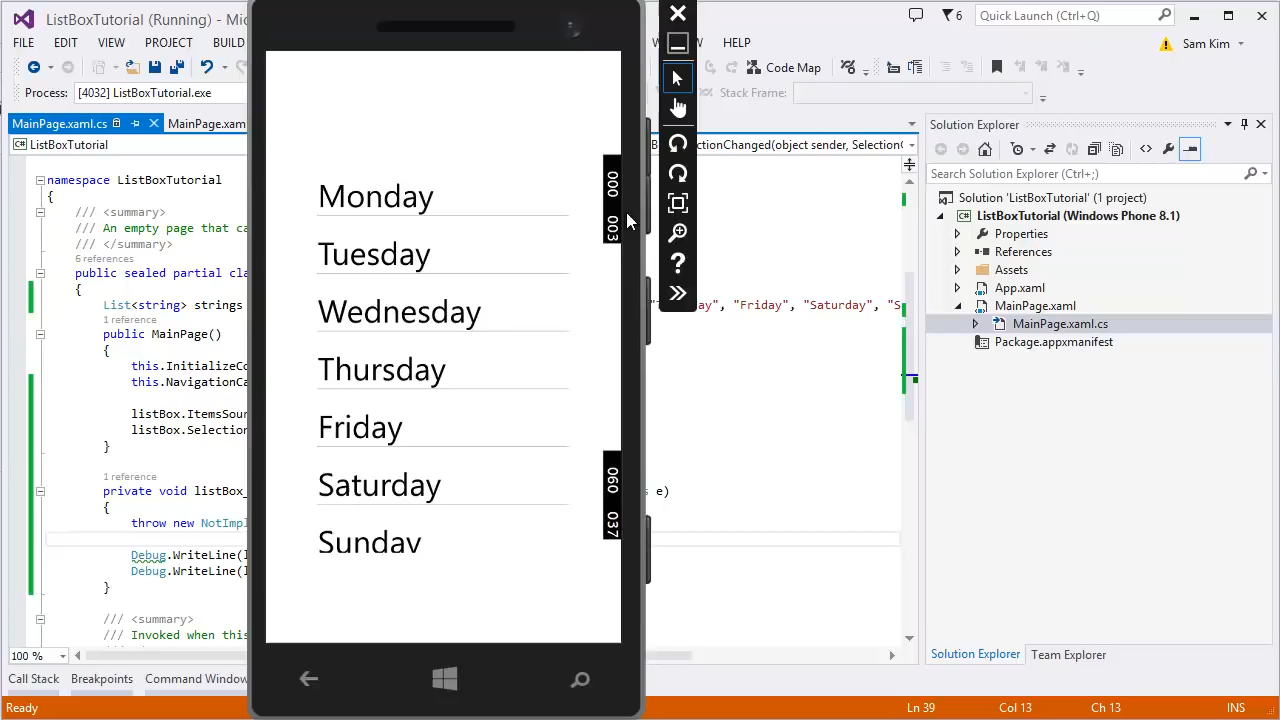 ListBoxTutorial (Running) - Mic
6
Quick Launch (Ctrl+Q)
FILE
EDIT
VIEW
PROJECT
BUILD
HELP
Sam Kim
Code Map
Process:
[4032] ListBoxTutorial.exe
Stack Frame:
MainPage.xaml.cs
MainPage.xam
ListBoxTutorial
ctionChanged(object sender, Selection
namespace ListBoxTutorial
{
/// <summary>
/// An empty page that ca
/// </summary>
6 references
public sealed partial cla
{
List<string> strings
day", "Friday", "Saturday", "S
1 reference
public MainPage()
{
this.InitializeCo
this.NavigationCa
listBox.ItemsSour
listBox.Selection
}
1 reference
private void listBox_
s e)
{
throw new NotImpl
Debug.WriteLine(l
Debug.WriteLine(l
}
/// <summary>
/// Invoked when this
100 %
Call Stack
Breakpoints
Command Window
Monday
Tuesday
Wednesday
Thursday
Friday
Saturday
Sunday
000 003
060 037
Solution Explorer
Search Solution Explorer (Ctrl+;)
Solution 'ListBoxTutorial' (1 project)
ListBoxTutorial (Windows Phone 8.1)
Properties
References
Assets
App.xaml
MainPage.xaml
MainPage.xaml.cs
Package.appxmanifest
Solution Explorer
Team Explorer
Ready
Ln 39
Col 13
Ch 13
INS